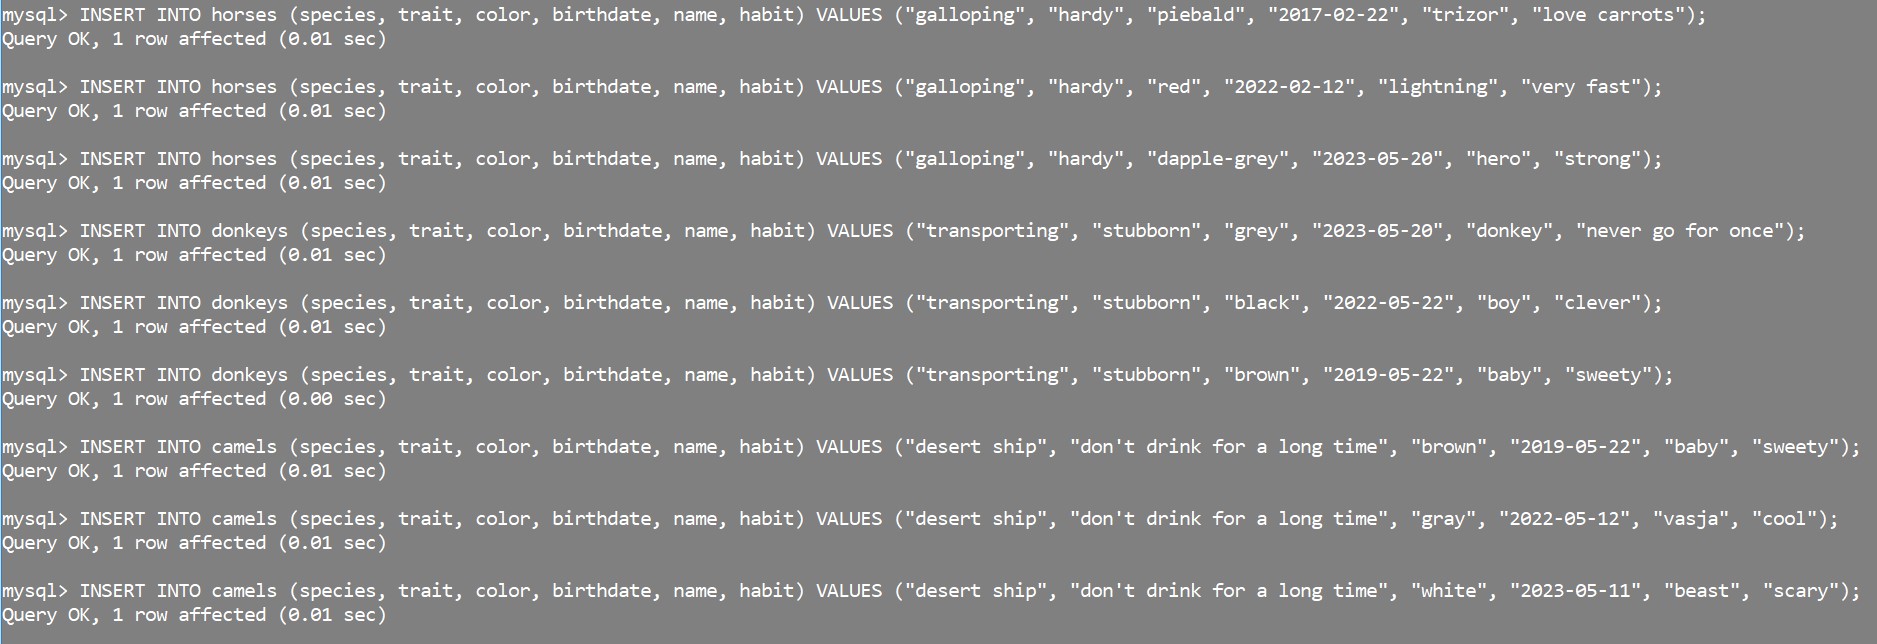 mysql> INSERT INTO horses (species, trait, color, birthdate, name, habit) VALUES ("galloping", "hardy", "piebald", "2017-02-22", "trizor", "love carrots");
Query OK, 1 row affected (0.01 sec)
mysql> INSERT INTO horses (species, trait, color, birthdate, name, habit) VALUES ("galloping", "hardy", "red", "2022-02-12", "lightning", "very fast");
Query OK, 1 row affected (0.01 sec)
mysql> INSERT INTO horses (species, trait, color, birthdate, name, habit) VALUES ("galloping", "hardy", "dapple-grey", "2023-05-20", "hero", "strong");
Query OK, 1 row affected (0.01 sec)
mysql> INSERT INTO donkeys (species, trait, color, birthdate, name, habit) VALUES ("transporting", "stubborn", "grey", "2023-05-20", "donkey", "never go for once");
Query OK, 1 row affected (0.01 sec)
mysql> INSERT INTO donkeys (species, trait, color, birthdate, name, habit) VALUES ("transporting", "stubborn", "black", "2022-05-22", "boy", "clever");
Query OK, 1 row affected (0.01 sec)
mysql> INSERT INTO donkeys (species, trait, color, birthdate, name, habit) VALUES ("transporting", "stubborn", "brown", "2019-05-22", "baby", "sweety");
Query OK, 1 row affected (0.00 sec)
mysql> INSERT INTO camels (species, trait, color, birthdate, name, habit) VALUES ("desert ship", "don't drink for a long time", "brown", "2019-05-22", "baby", "sweety");
Query OK, 1 row affected (0.01 sec)
mysql> INSERT INTO camels (species, trait, color, birthdate, name, habit) VALUES ("desert ship", "don't drink for a long time", "gray", "2022-05-12", "vasja", "cool");
Query OK, 1 row affected (0.01 sec)
mysql> INSERT INTO camels (species, trait, color, birthdate, name, habit) VALUES ("desert ship", "don't drink for a long time", "white", "2023-05-11", "beast", "scary");
Query OK, 1 row affected (0.01 sec)